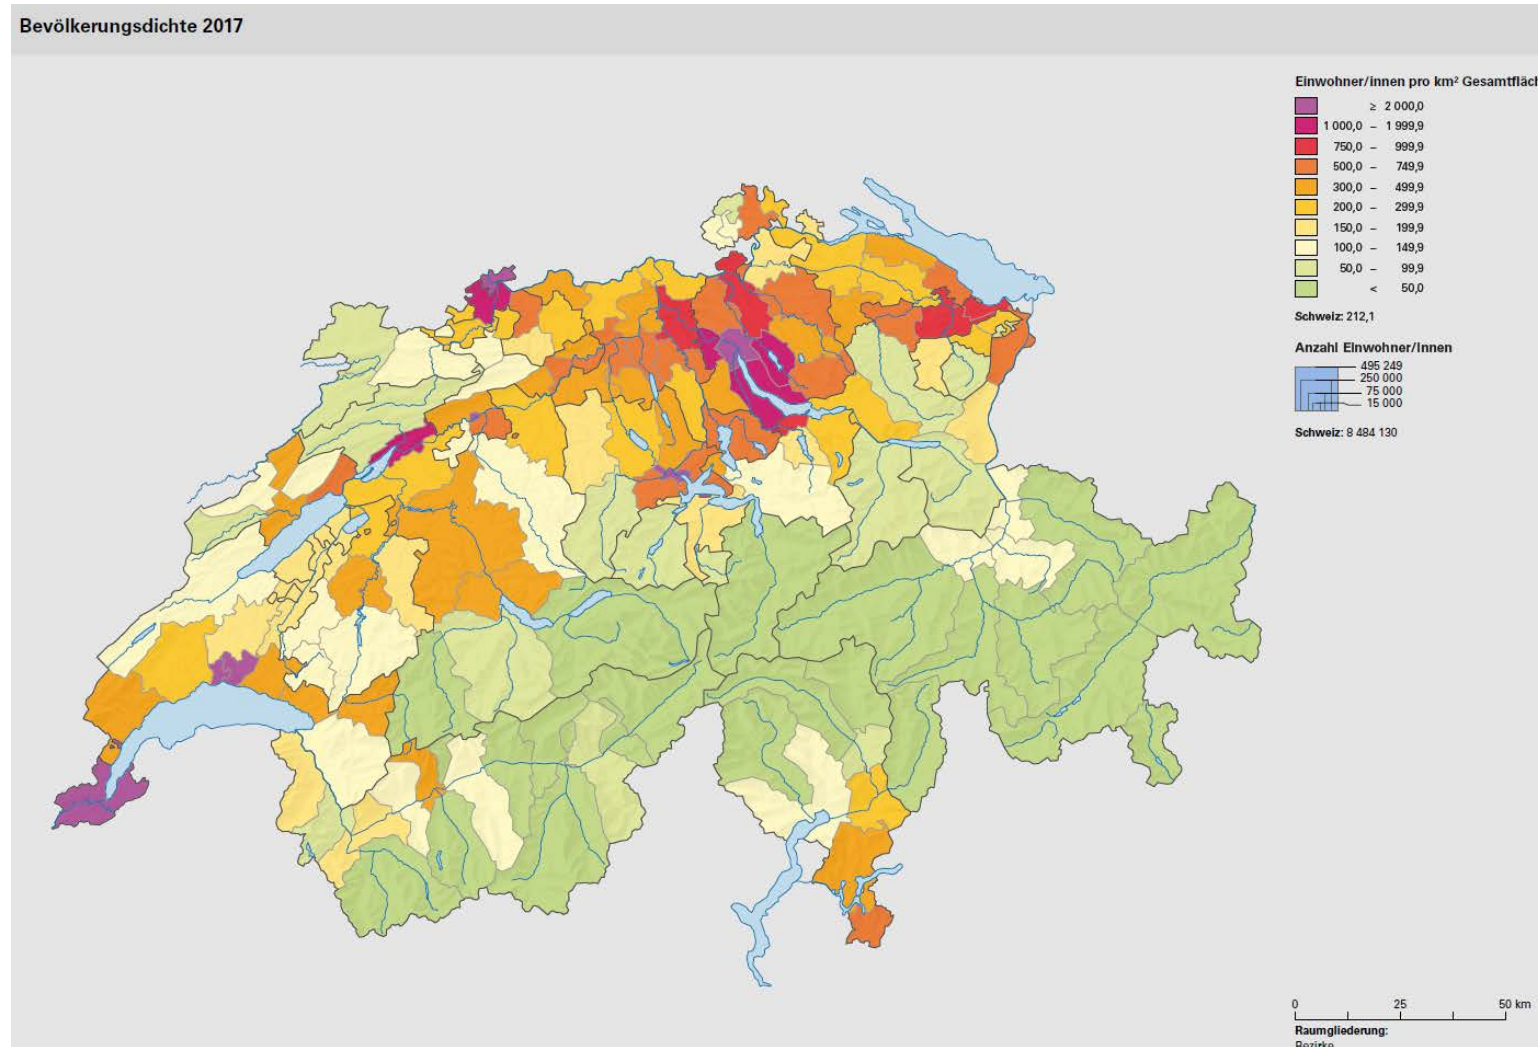 Bevölkerungsdichte 2017
Einwohner/innen pro km² Gesamtfläch
≥ 2 000,0
1 000,0 – 1 999,9
750,0 – 999,9
500,0 – 749,9
300,0 – 499,9
200,0 – 299,9
150,0 – 199,9
100,0 – 149,9
50,0 – 99,9
< 50,0
Schweiz: 212,1
Anzahl Einwohner/innen
495 249
250 000
75 000
15 000
Schweiz: 8 484 130
0 25 50 km
Raumgliederung:
Bezirke